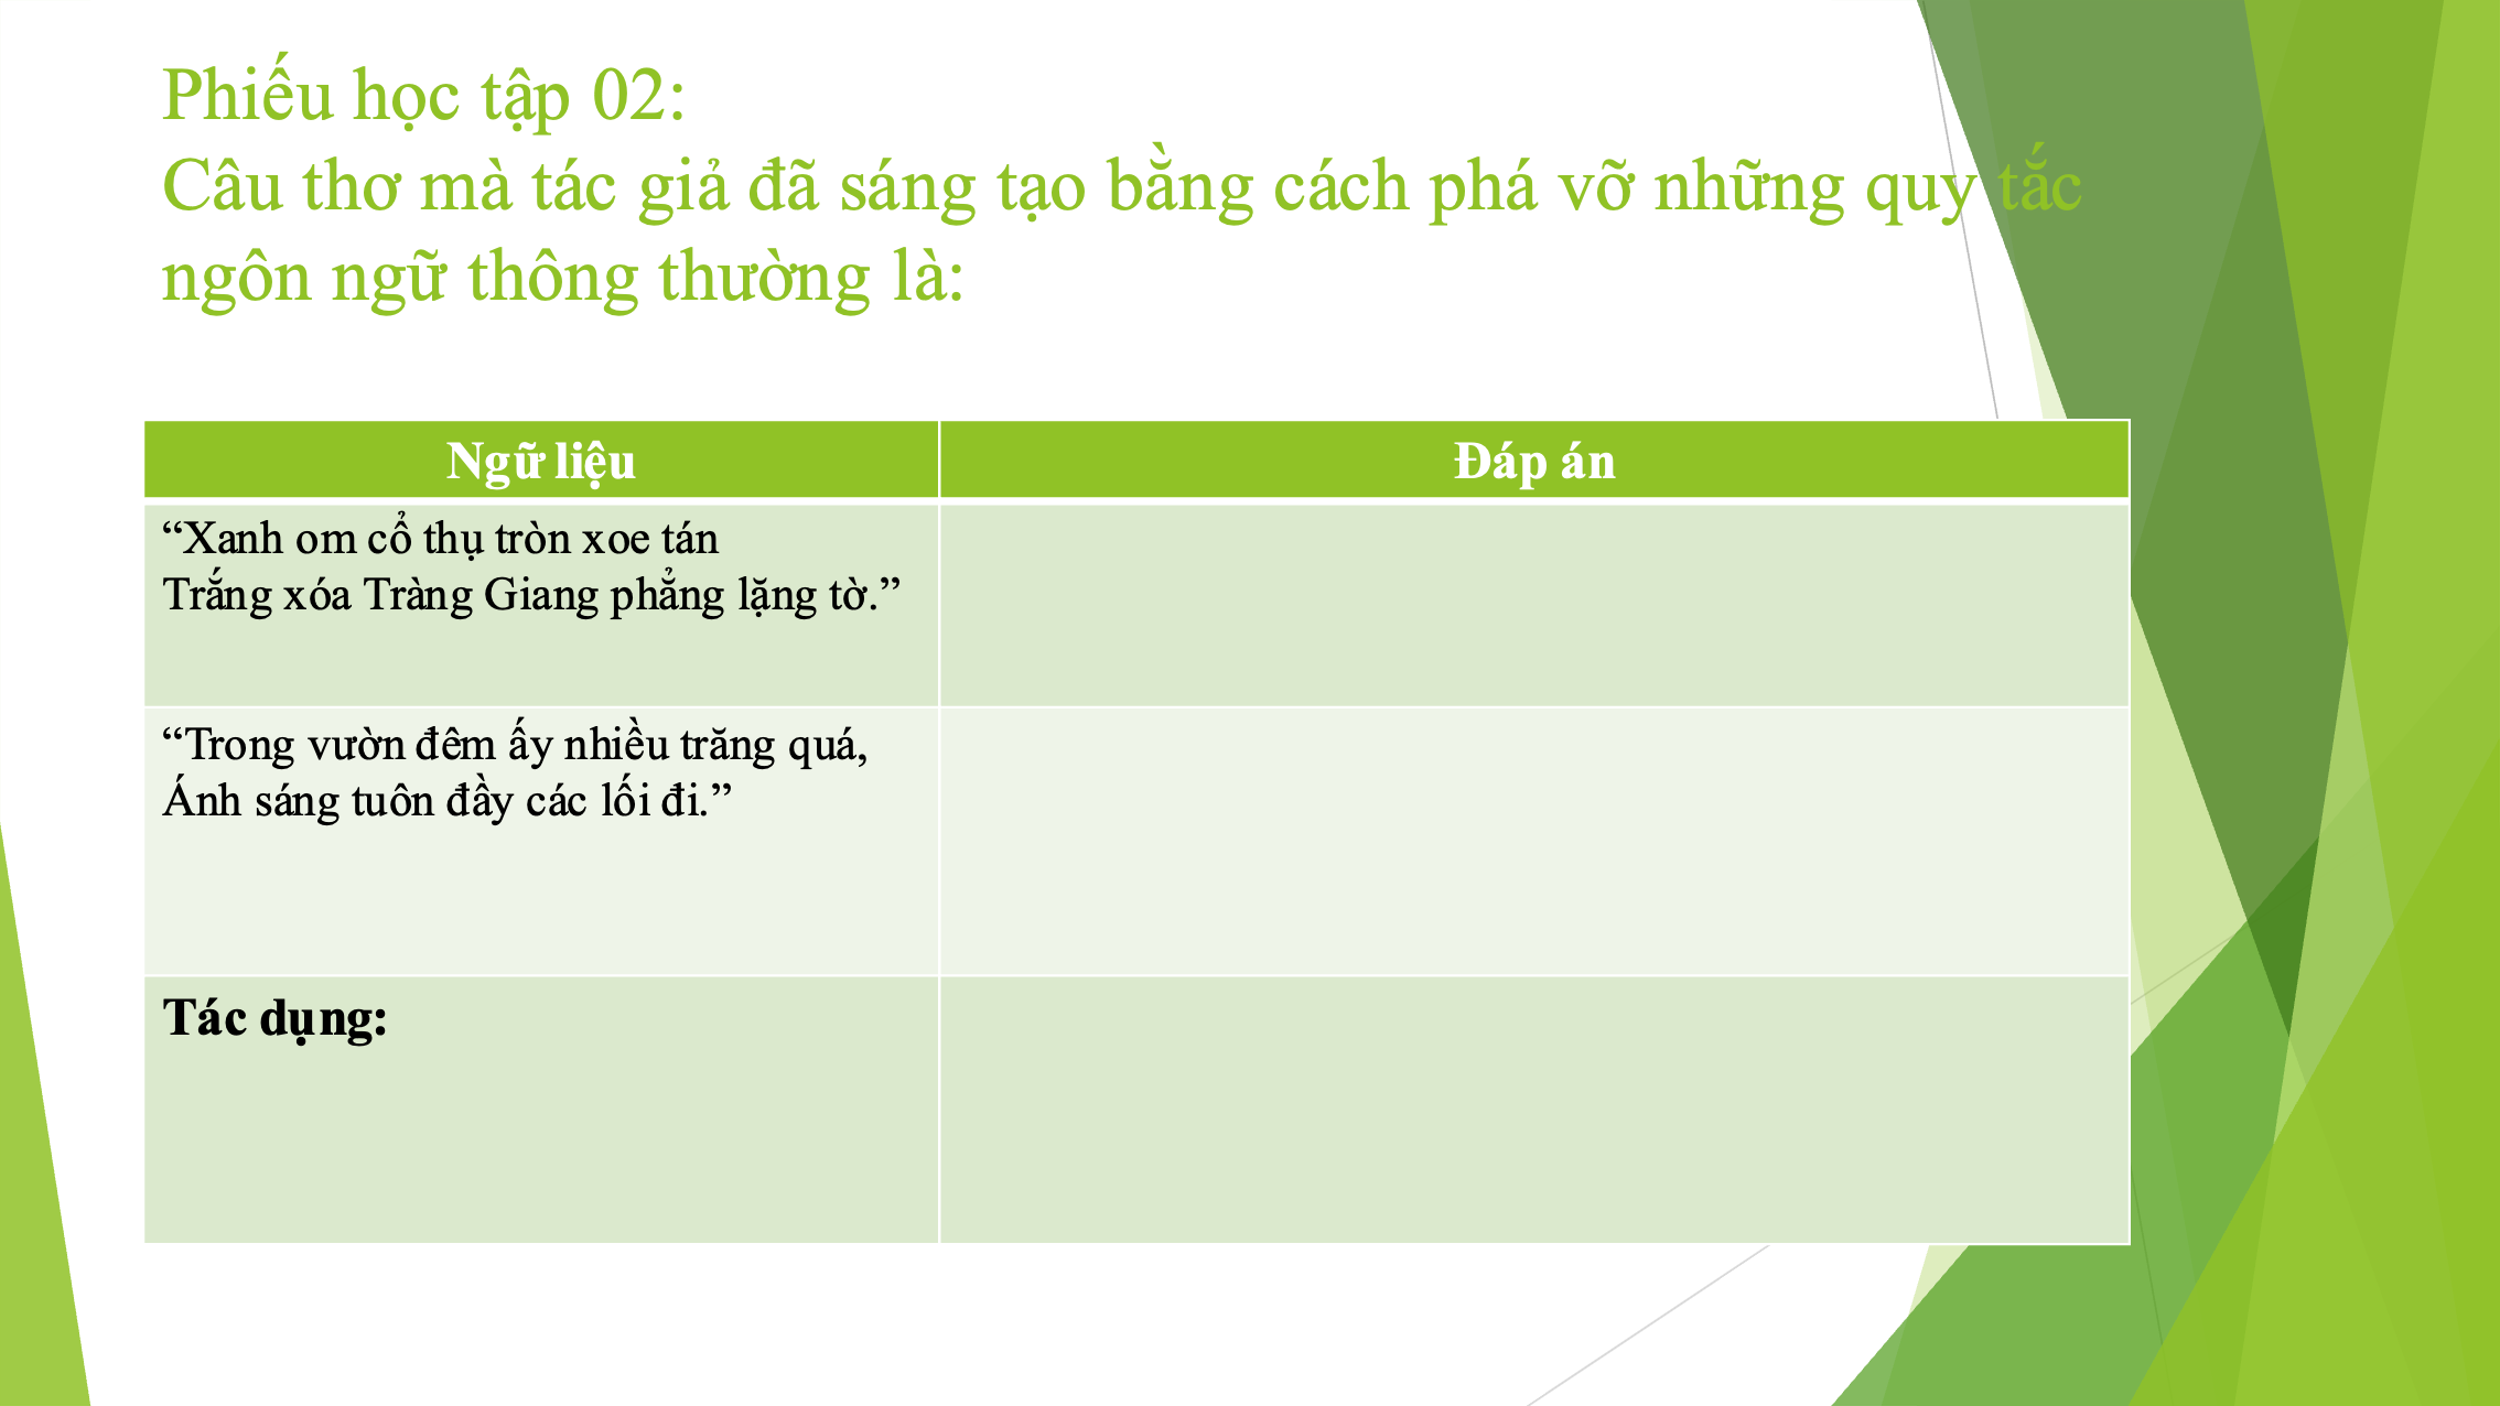 Phiếu học tập 02:
Câu thơ mà tác giả đã sáng tạo bằng cách phá vỡ những quy tắc
ngôn ngữ thông thường là:
Ngữ liệu
Đáp án
“Xanh om cổ thụ tròn xoe tán
Trắng xóa Tràng Giang phẳng lặng tờ.”
“Trong vườn đêm ấy nhiều trăng quá,
Ánh sáng tuôn đầy các lối đi.”
Tác dụng: